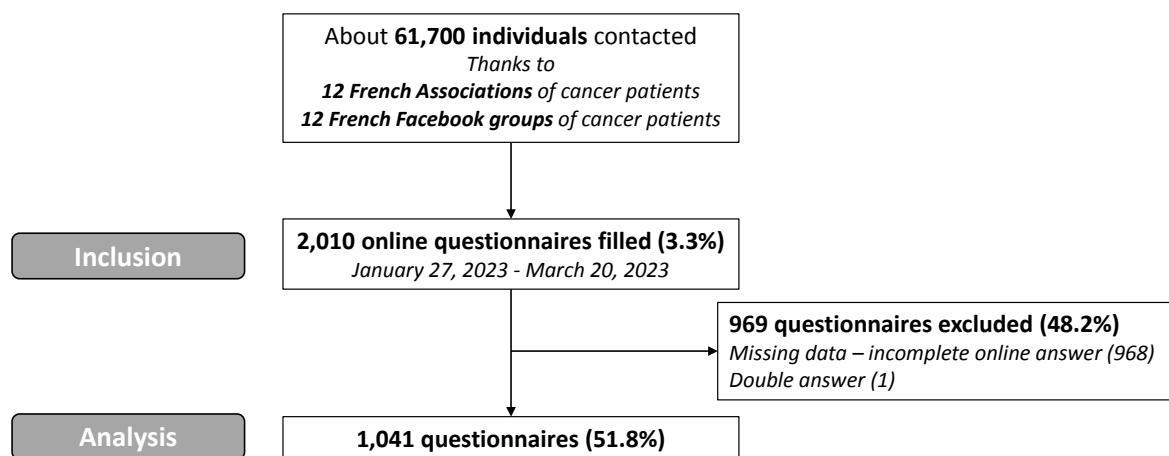 About 61,700 individuals contacted
Thanks to
12 French Associations of cancer patients
12 French Facebook groups of cancer patients
Inclusion
2,010 online questionnaires filled (3.3%)
January 27, 2023 - March 20, 2023
969 questionnaires excluded (48.2%)
Missing data – incomplete online answer (968)
Double answer (1)
Analysis
1,041 questionnaires (51.8%)